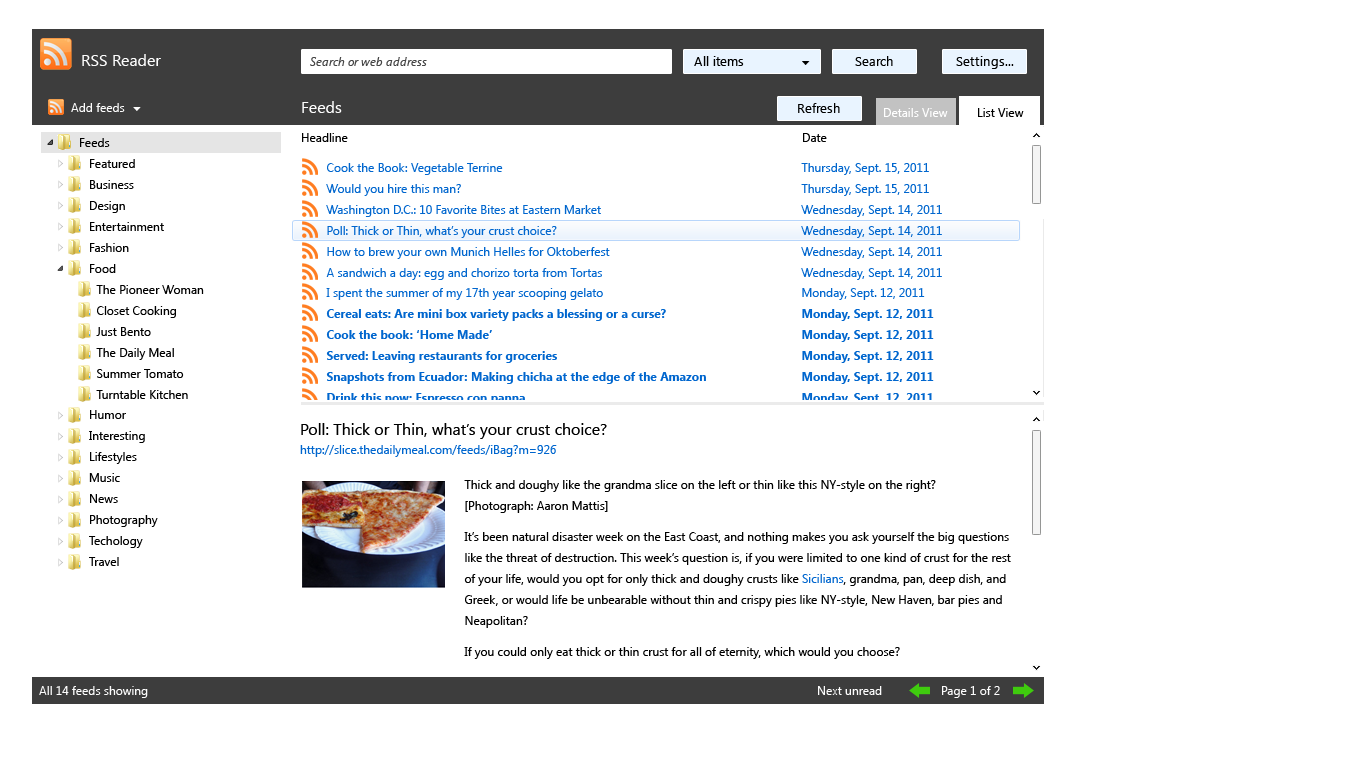 RSS Reader
Search or web address
All items
Search
Settings...
Add feeds
Feeds
Refresh
Details View
List View
Feeds
Featured
Business
Design
Entertainment
Fashion
Food
The Pioneer Woman
Closet Cooking
Just Bento
The Daily Meal
Summer Tomato
Turntable Kitchen
Humor
Interesting
Lifestyles
Music
News
Photography
Techology
Travel
Headline Date
Cook the Book: Vegetable Terrine Thursday, Sept. 15, 2011
Would you hire this man? Thursday, Sept. 15, 2011
Washington D.C.: 10 Favorite Bites at Eastern Market Wednesday, Sept. 14, 2011
Poll: Thick or Thin, what's your crust choice? Wednesday, Sept. 14, 2011
How to brew your own Munich Helles for Oktoberfest Wednesday, Sept. 14, 2011
A sandwich a day: egg and chorizo torta from Tortas Wednesday, Sept. 14, 2011
I spent the summer of my 17th year scooping gelato Monday, Sept. 12, 2011
Cereal eats: Are mini box variety packs a blessing or a curse? Monday, Sept. 12, 2011
Cook the book: ‘Home Made’ Monday, Sept. 12, 2011
Served: Leaving restaurants for groceries Monday, Sept. 12, 2011
Snapshots from Ecuador: Making chicha at the edge of the Amazon Monday, Sept. 12, 2011
Drink this now: Espresso con panna Monday, Sept. 12, 2011
Poll: Thick or Thin, what's your crust choice?
http://slice.thedailymeal.com/feeds/iBag?m=926
Thick and doughy like the grandma slice on the left or thin like this NY-style on the right?
[Photograph: Aaron Mattis]
It's been natural disaster week on the East Coast, and nothing makes you ask yourself the big questions
like the threat of destruction. This week's question is, if you were limited to one kind of crust for the rest
of your life, would you opt for only thick and doughy crusts like Sicilians, grandma, pan, deep dish, and
Greek, or would life be unbearable without thin and crispy pies like NY-style, New Haven, bar pies and
Neapolitan?
If you could only eat thick or thin crust for all of eternity, which would you choose?
All 14 feeds showing
Next unread
Page 1 of 2